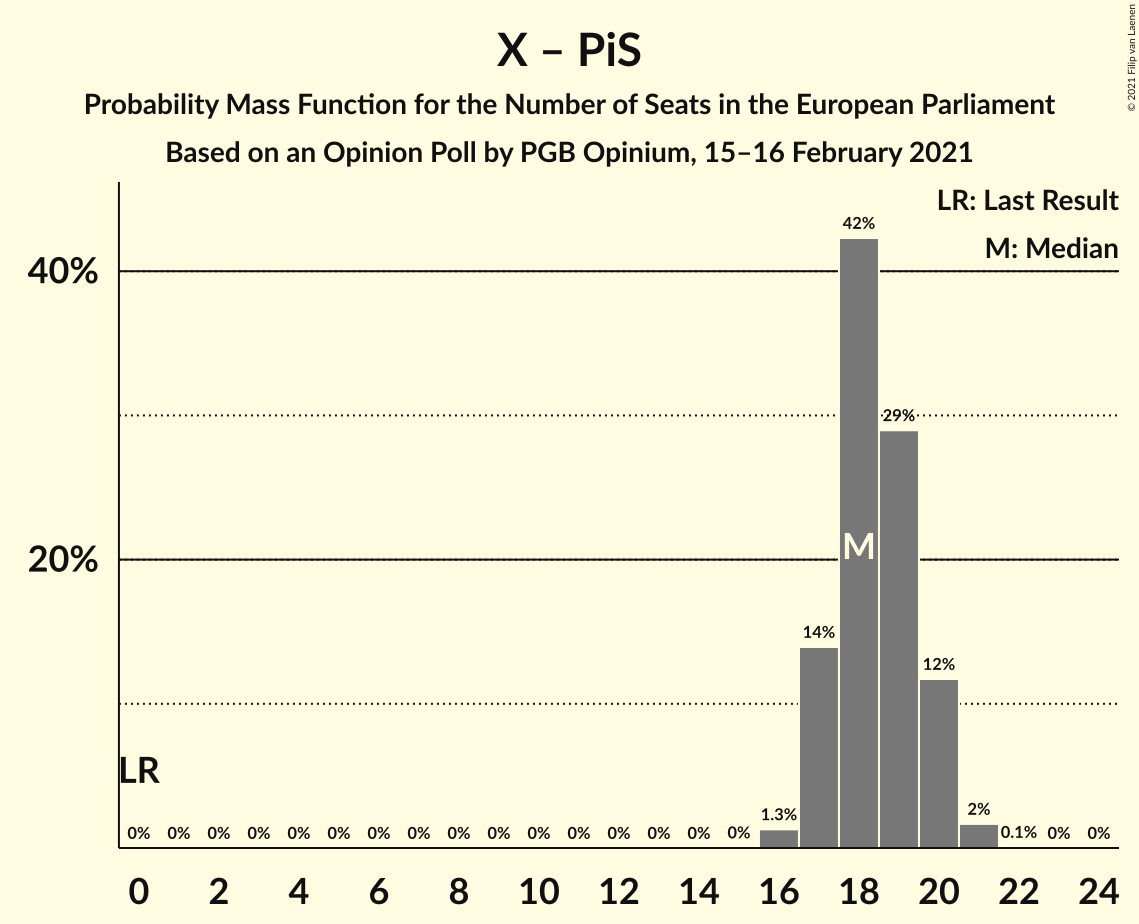 X – PiS
Probability Mass Function for the Number of Seats in the European Parliament
Based on an Opinion Poll by PGB Opinium, 15–16 February 2021
© 2021 Filip van Laenen
LR: Last Result
M: Median
40%
20%
42%
29%
M
14%
12%
LR
0% 0% 0% 0% 0% 0% 0% 0% 0% 0% 0% 0% 0% 0% 0% 0% 1.3% 2% 0.1% 0% 0%
0 2 4 6 8 10 12 14 16 18 20 22 24